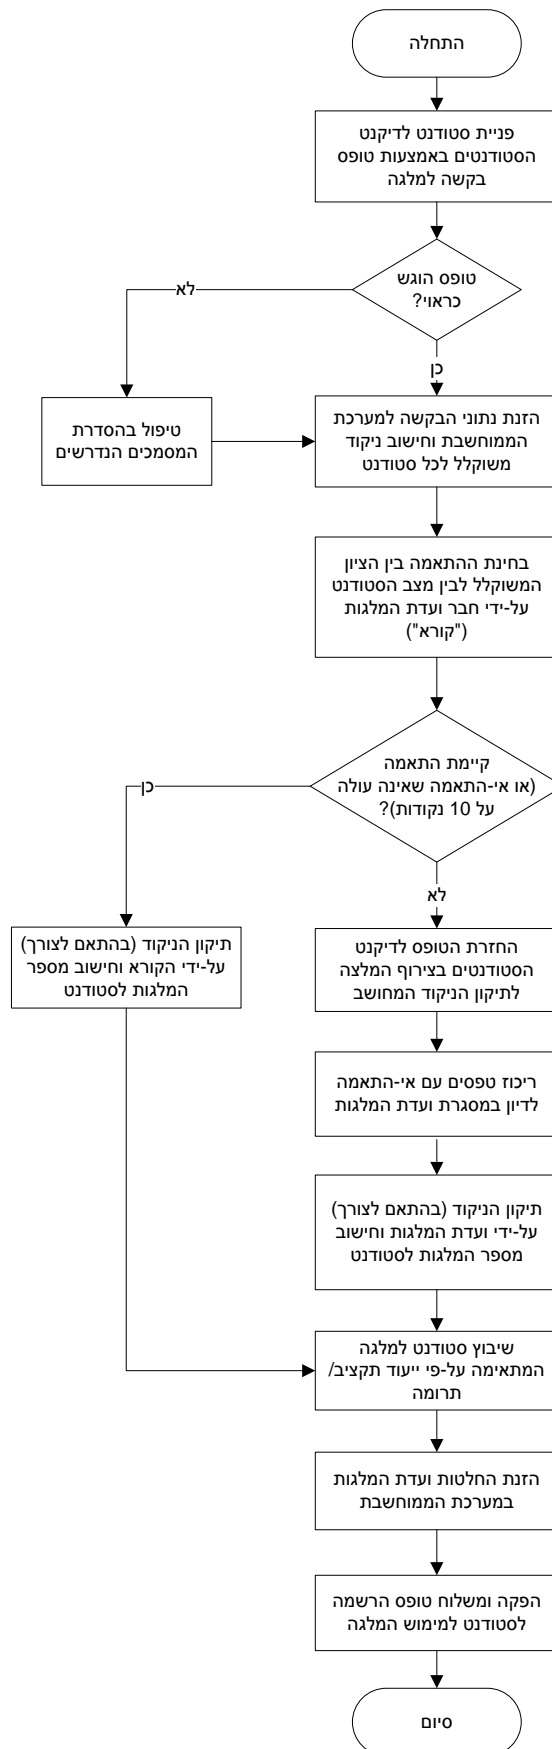 התחלה
פניית סטודנט לדיקנט
הסטודנטים באמצעות טופס
בקשה למלגה
טופס הוגש
כראוי?
לא
כן
טיפול בהסדרת
המסמכים הנדרשים
הזנת נתוני הבקשה למערכת
הממוחשבת וחישוב ניקוד
משוקלל לכל סטודנט
בחינת ההתאמה בין הציון
המשוקלל לבין מצב הסטודנט
על-ידי חבר ועדת המלגות
("קורא")
קיימת התאמה
(או אי-התאמה שאינה עולה
על 10 נקודות)?
כן
לא
תיקון הניקוד (בהתאם לצורך)
על-ידי הקורא וחישוב מספר
המלגות לסטודנט
החזרת הטופס לדיקנט
הסטודנטים בצירוף המלצה
לתיקון הניקוד המחושב
ריכוז טפסים עם אי-התאמה
לדיון במסגרת ועדת המלגות
תיקון הניקוד (בהתאם לצורך)
על-ידי ועדת המלגות וחישוב
מספר המלגות לסטודנט
שיבוץ סטודנט למלגה
המתאימה על-פי ייעוד תקציב/
תרומה
הזנת החלטות ועדת המלגות
במערכת הממוחשבת
הפקה ומשלוח טופס הרשמה
לסטודנט למימוש המלגה
סיום